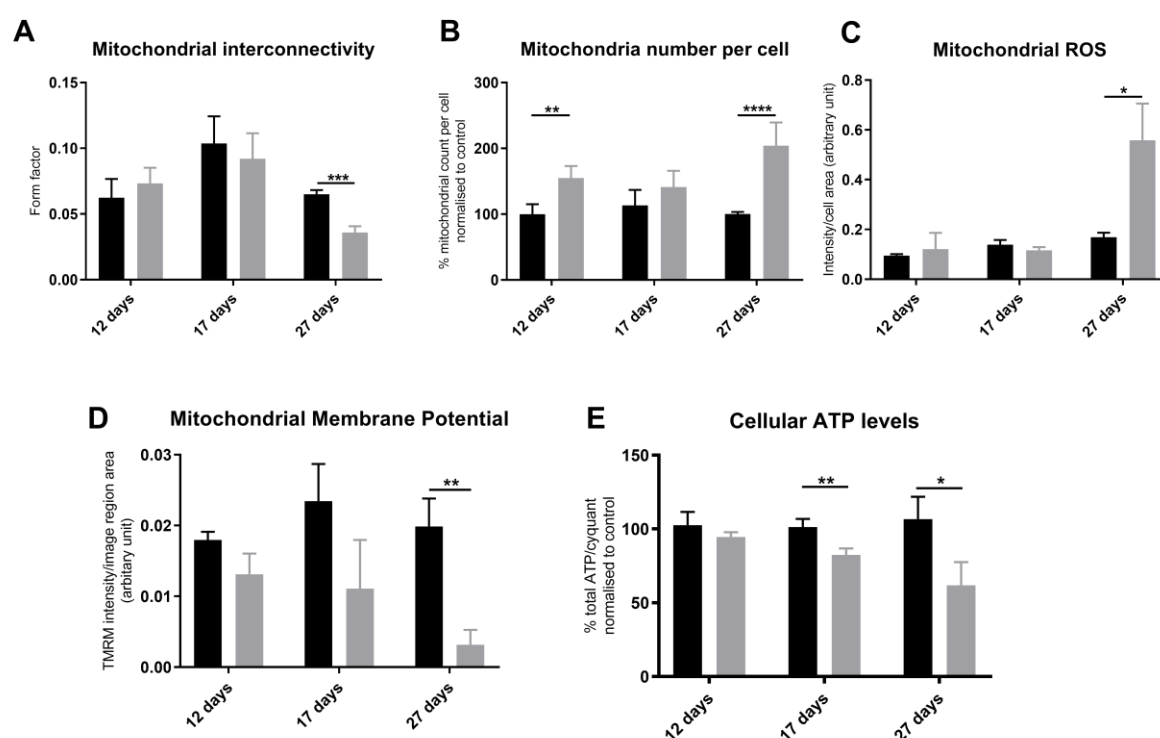 A
Mitochondrial interconnectivity
Form factor
0.15
0.10
0.05
0.00
***
12 days
17 days
27 days
B
Mitochondria number per cell
% mitochondrial count per cell
normalised to control
300
200
100
0
**
****
12 days
17 days
27 days
C
Mitochondrial ROS
Intensity/cell area (arbitrary unit)
0.8
0.6
0.4
0.2
0.0
*
12 days
17 days
27 days
D
Mitochondrial Membrane Potential
TMRM intensity/image region area
(arbitary unit)
0.03
0.02
0.01
0.00
**
12 days
17 days
27 days
E
Cellular ATP levels
% total ATP/cyquant
normalised to control
150
100
50
0
**
*
12 days
17 days
27 days